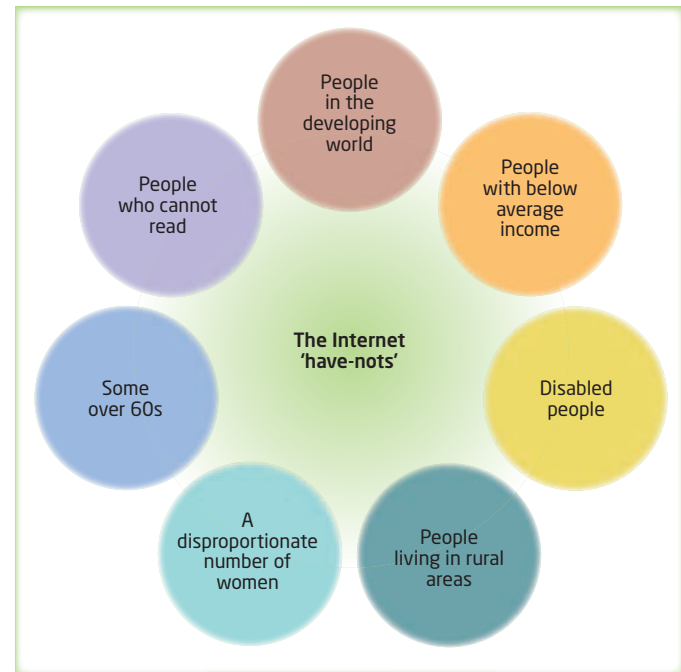 People
in the
developing
world
People
with below
average
income
Disabled
people
People
living in rural
areas
A
disproportionate
number of
women
Some
over 60s
People
who cannot
read
The Internet
‘have-nots’